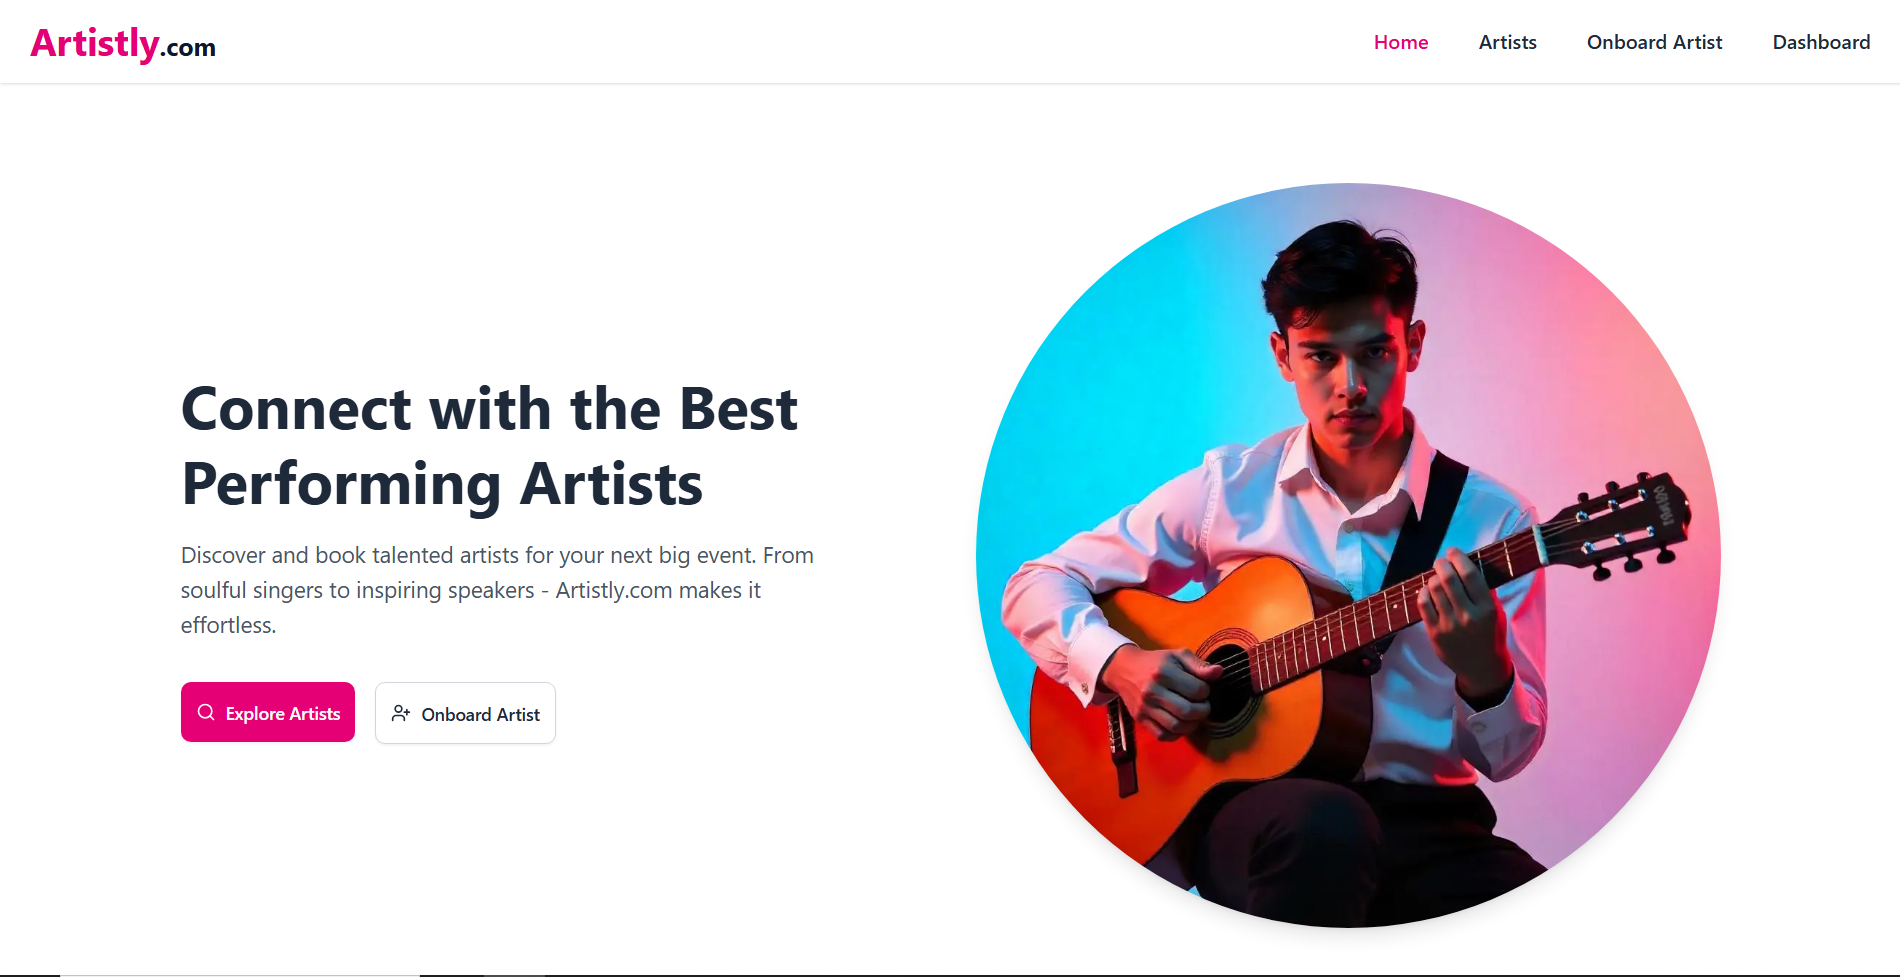 Artistly.com
Home
Artists
Onboard Artist
Dashboard
Connect with the Best
Performing Artists
Discover and book talented artists for your next big event. From
soulful singers to inspiring speakers - Artistly.com makes it
effortless.
Explore Artists
Onboard Artist